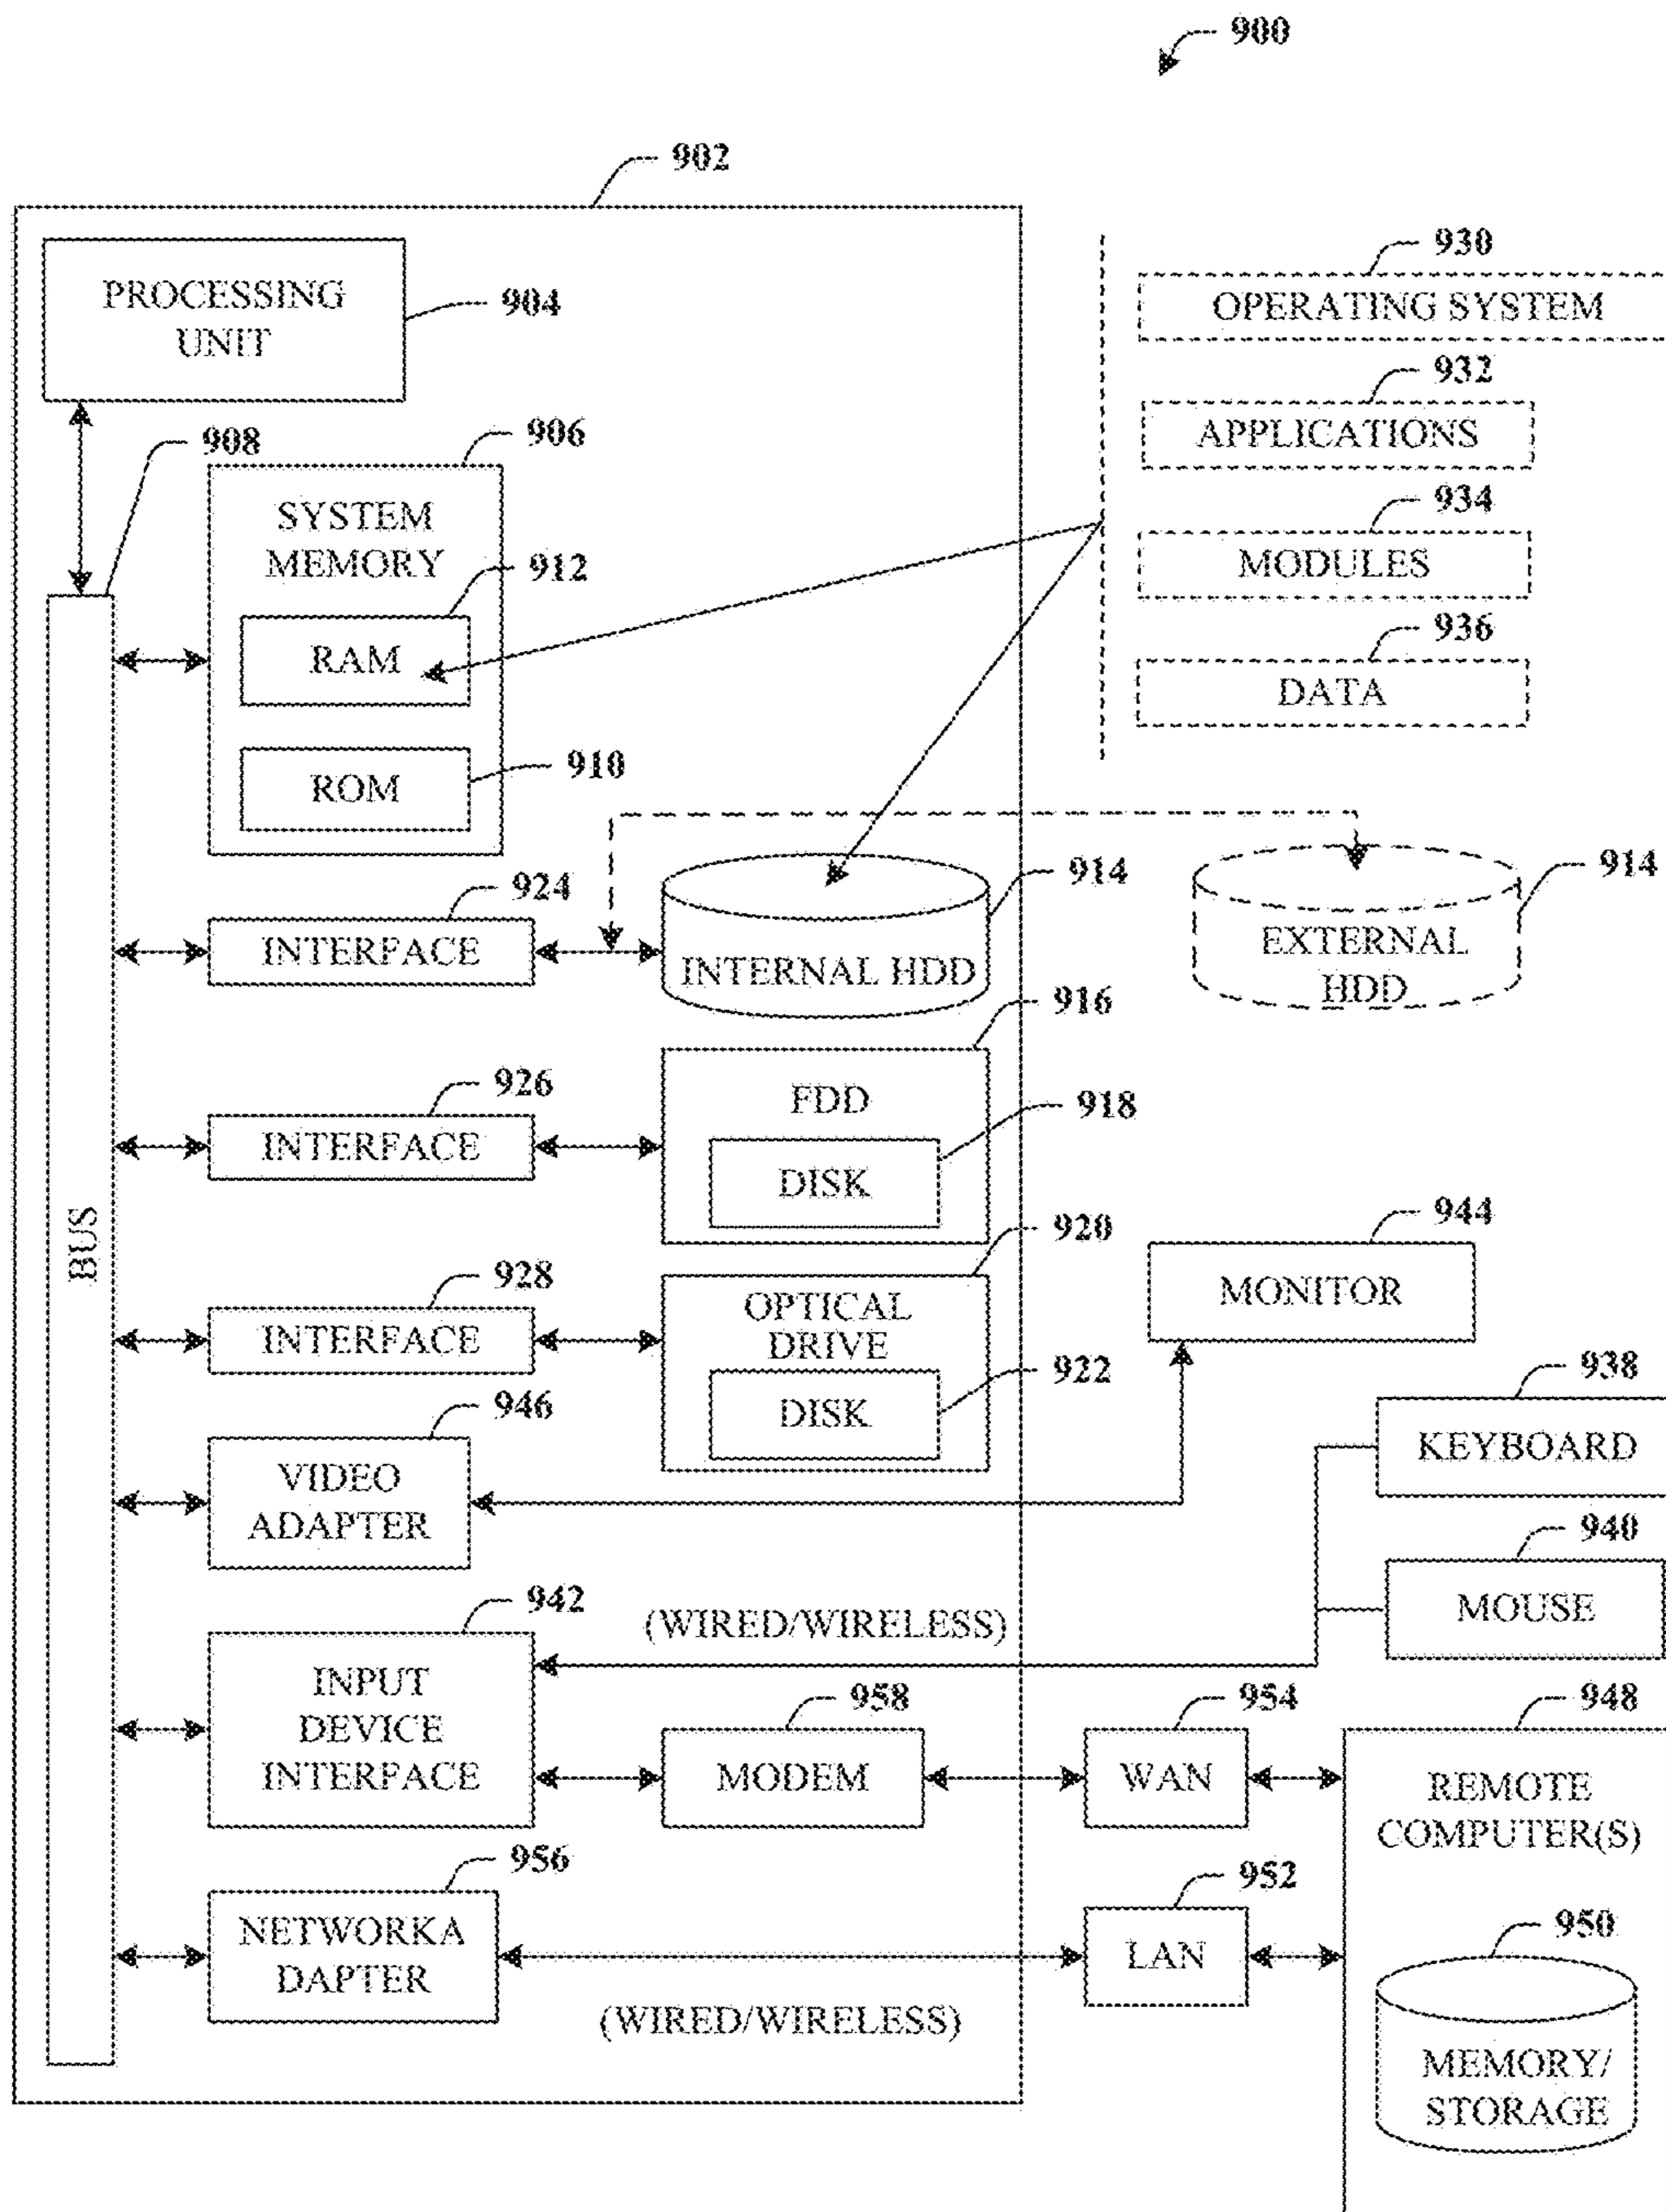 900
902
PROCESSING
UNIT
904
908
906
SYSTEM
MEMORY
912
RAM
ROM
910
930
OPERATING SYSTEM
932
APPLICATIONS
934
MODULES
936
DATA
924
INTERFACE
914
INTERNAL HDD
914
EXTERNAL
HDD
916
926
INTERFACE
FDD
918
DISK
BUS
920
928
INTERFACE
OPTICAL
DRIVE
922
DISK
944
MONITOR
938
KEYBOARD
946
VIDEO
ADAPTER
940
MOUSE
942
(WIRED/WIRELESS)
INPUT
DEVICE
INTERFACE
958
MODEM
954
WAN
948
REMOTE
COMPUTER(S)
956
NETWORKA
DAPTER
952
LAN
950
(WIRED/WIRELESS)
MEMORY/
STORAGE